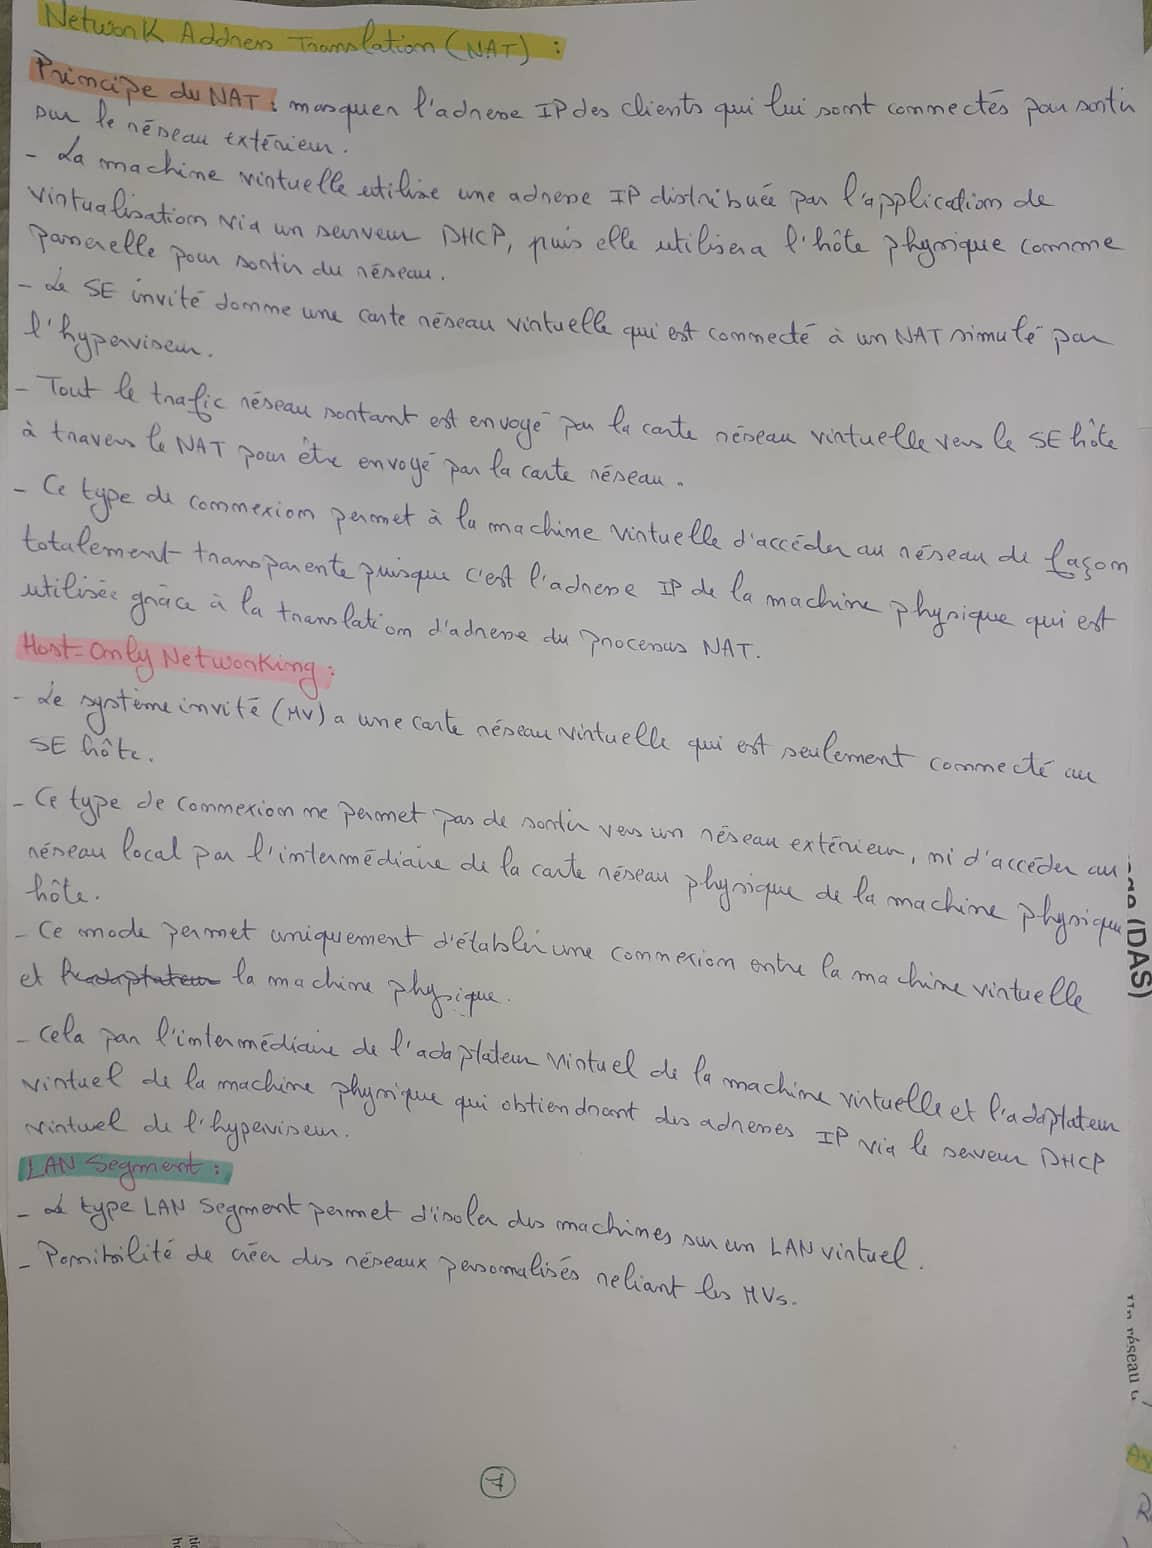 Network Address Translation (NAT) :
Principe du NAT : masquer l'adresse IP des clients qui lui sont connectés pour sortir
sur le réseau extérieur.
- La machine virtuelle utilise une adresse IP distribuée par l'application de
virtualisation via un serveur DHCP, puis elle utilisera l'hôte physique comme
passerelle pour sortir du réseau.
- Le SE invité donne une carte réseau virtuelle qui est connecté à un NAT simulé par
l'hyperviseur.
- Tout le trafic réseau sortant est envoyé par la carte réseau virtuelle vers le SE hôte
à travers le NAT pour être envoyé par la carte réseau.
- Ce type de connexion permet à la machine virtuelle d'accéder au réseau de façon
totalement transparente puisque c'est l'adresse IP de la machine physique qui est
utilisée grâce à la translation d'adresse du processus NAT.
Host-Only Networking :
- Le système invité (MV) a une carte réseau virtuelle qui est seulement connecté au
SE hôte.
- Ce type de connexion ne permet pas de sortir vers un réseau extérieur, ni d'accéder au
réseau local par l'intermédiaire de la carte réseau physique de la machine physique
hôte.
- Ce mode permet uniquement d'établir une connexion entre la machine virtuelle
et la machine physique.
- Cela par l'intermédiaire de l'adaptateur virtuel de la machine virtuelle et l'adaptateur
virtuel de la machine physique qui obtiendront des adresses IP via le serveur DHCP
virtuel de l'hyperviseur.
LAN Segment :
- Le type LAN Segment permet d'isoler des machines sur un LAN virtuel.
- Possibilité de créer des réseaux personnalisés reliant les MVs.
7
(DAS)
Un réseau